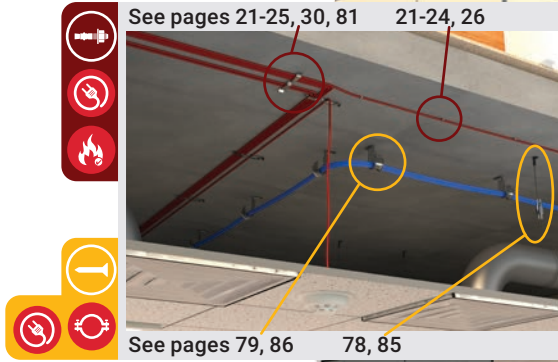 See pages 21-25, 30, 81 21-24, 26
See pages 79, 86 78, 85